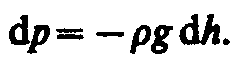 dp = −ρg dh.